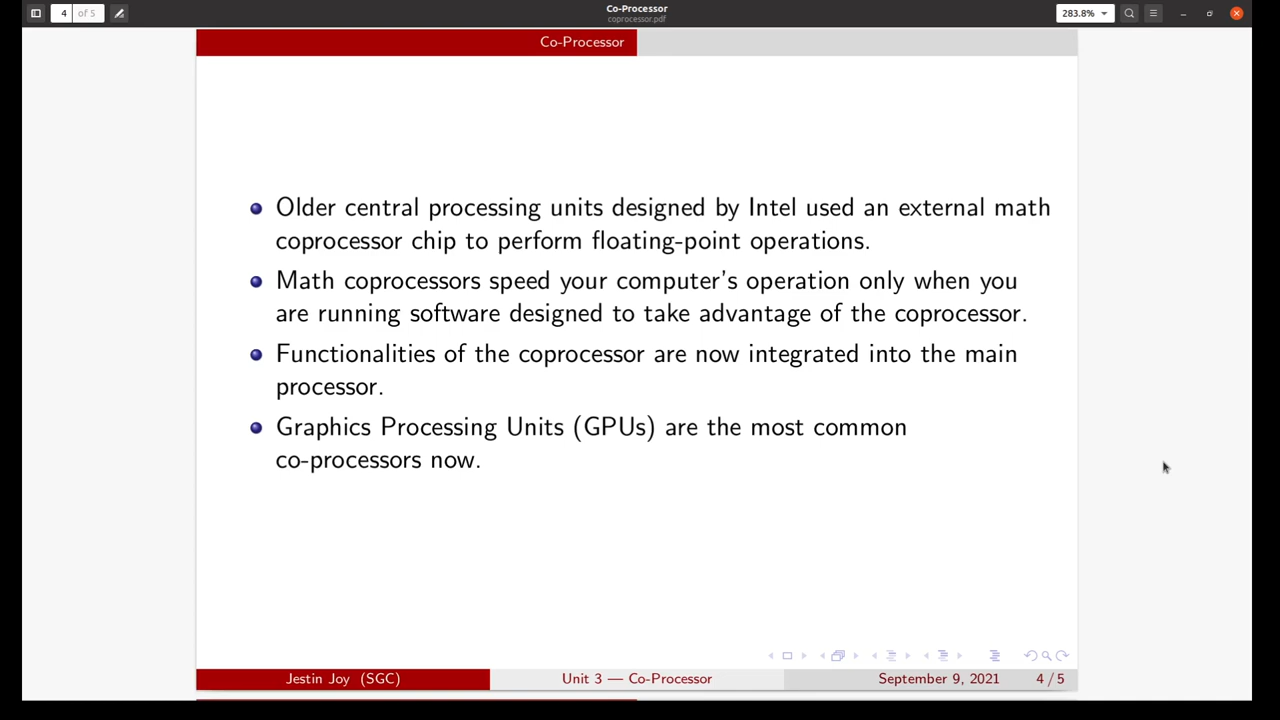 4 of 5
Co-Processor
coprocessor.pdf
283.8%
Co-Processor
Older central processing units designed by Intel used an external math
coprocessor chip to perform floating-point operations.
Math coprocessors speed your computer's operation only when you
are running software designed to take advantage of the coprocessor.
Functionalities of the coprocessor are now integrated into the main
processor.
Graphics Processing Units (GPUs) are the most common
co-processors now.
Jestin Joy (SGC) Unit 3 — Co-Processor September 9, 2021 4 / 5